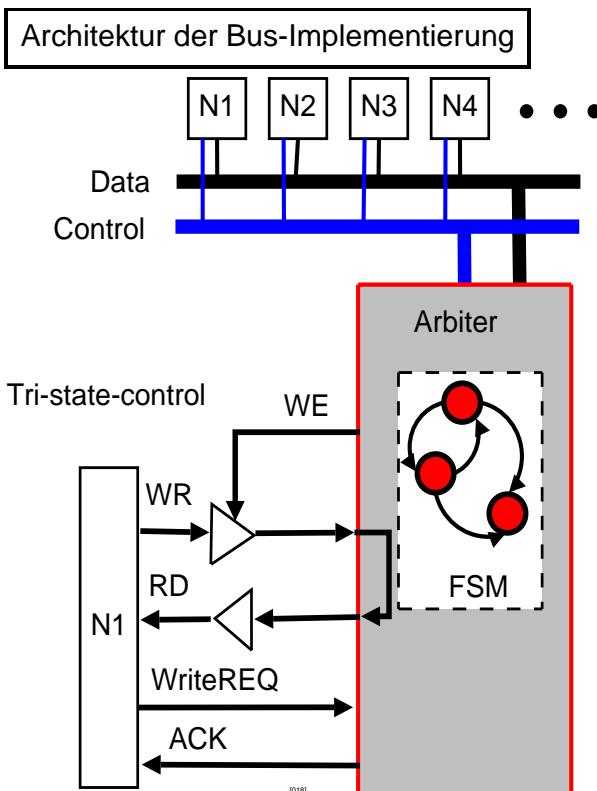 Architektur der Bus-Implementierung
N1 N2 N3 N4
Data
Control
Arbiter
Tri-state-control
WE
WR
RD
FSM
N1
WriteREQ
ACK
[018]